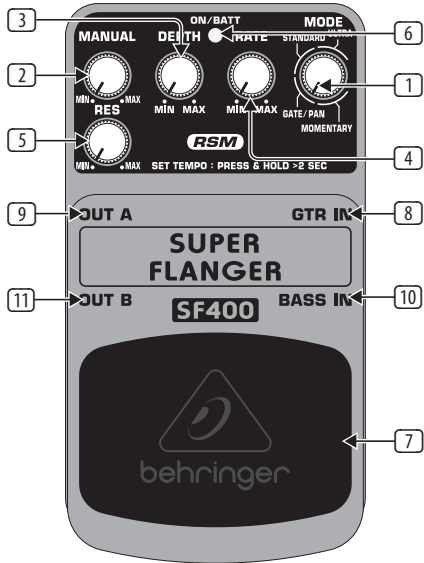 3
ON/BATT
MODE
6
MANUAL DEPTH RATE
STANDARD ULTRA
2
1
MIN MAX MIN MAX MIN MAX
GATE/PAN
MOMENTARY
RES
4
5
RSM
MIN MAX
SET TEMPO : PRESS & HOLD >2 SEC
9 OUT A GTR IN 8
SUPER
FLANGER
11 OUT B BASS IN 10
SF400
7
behringer